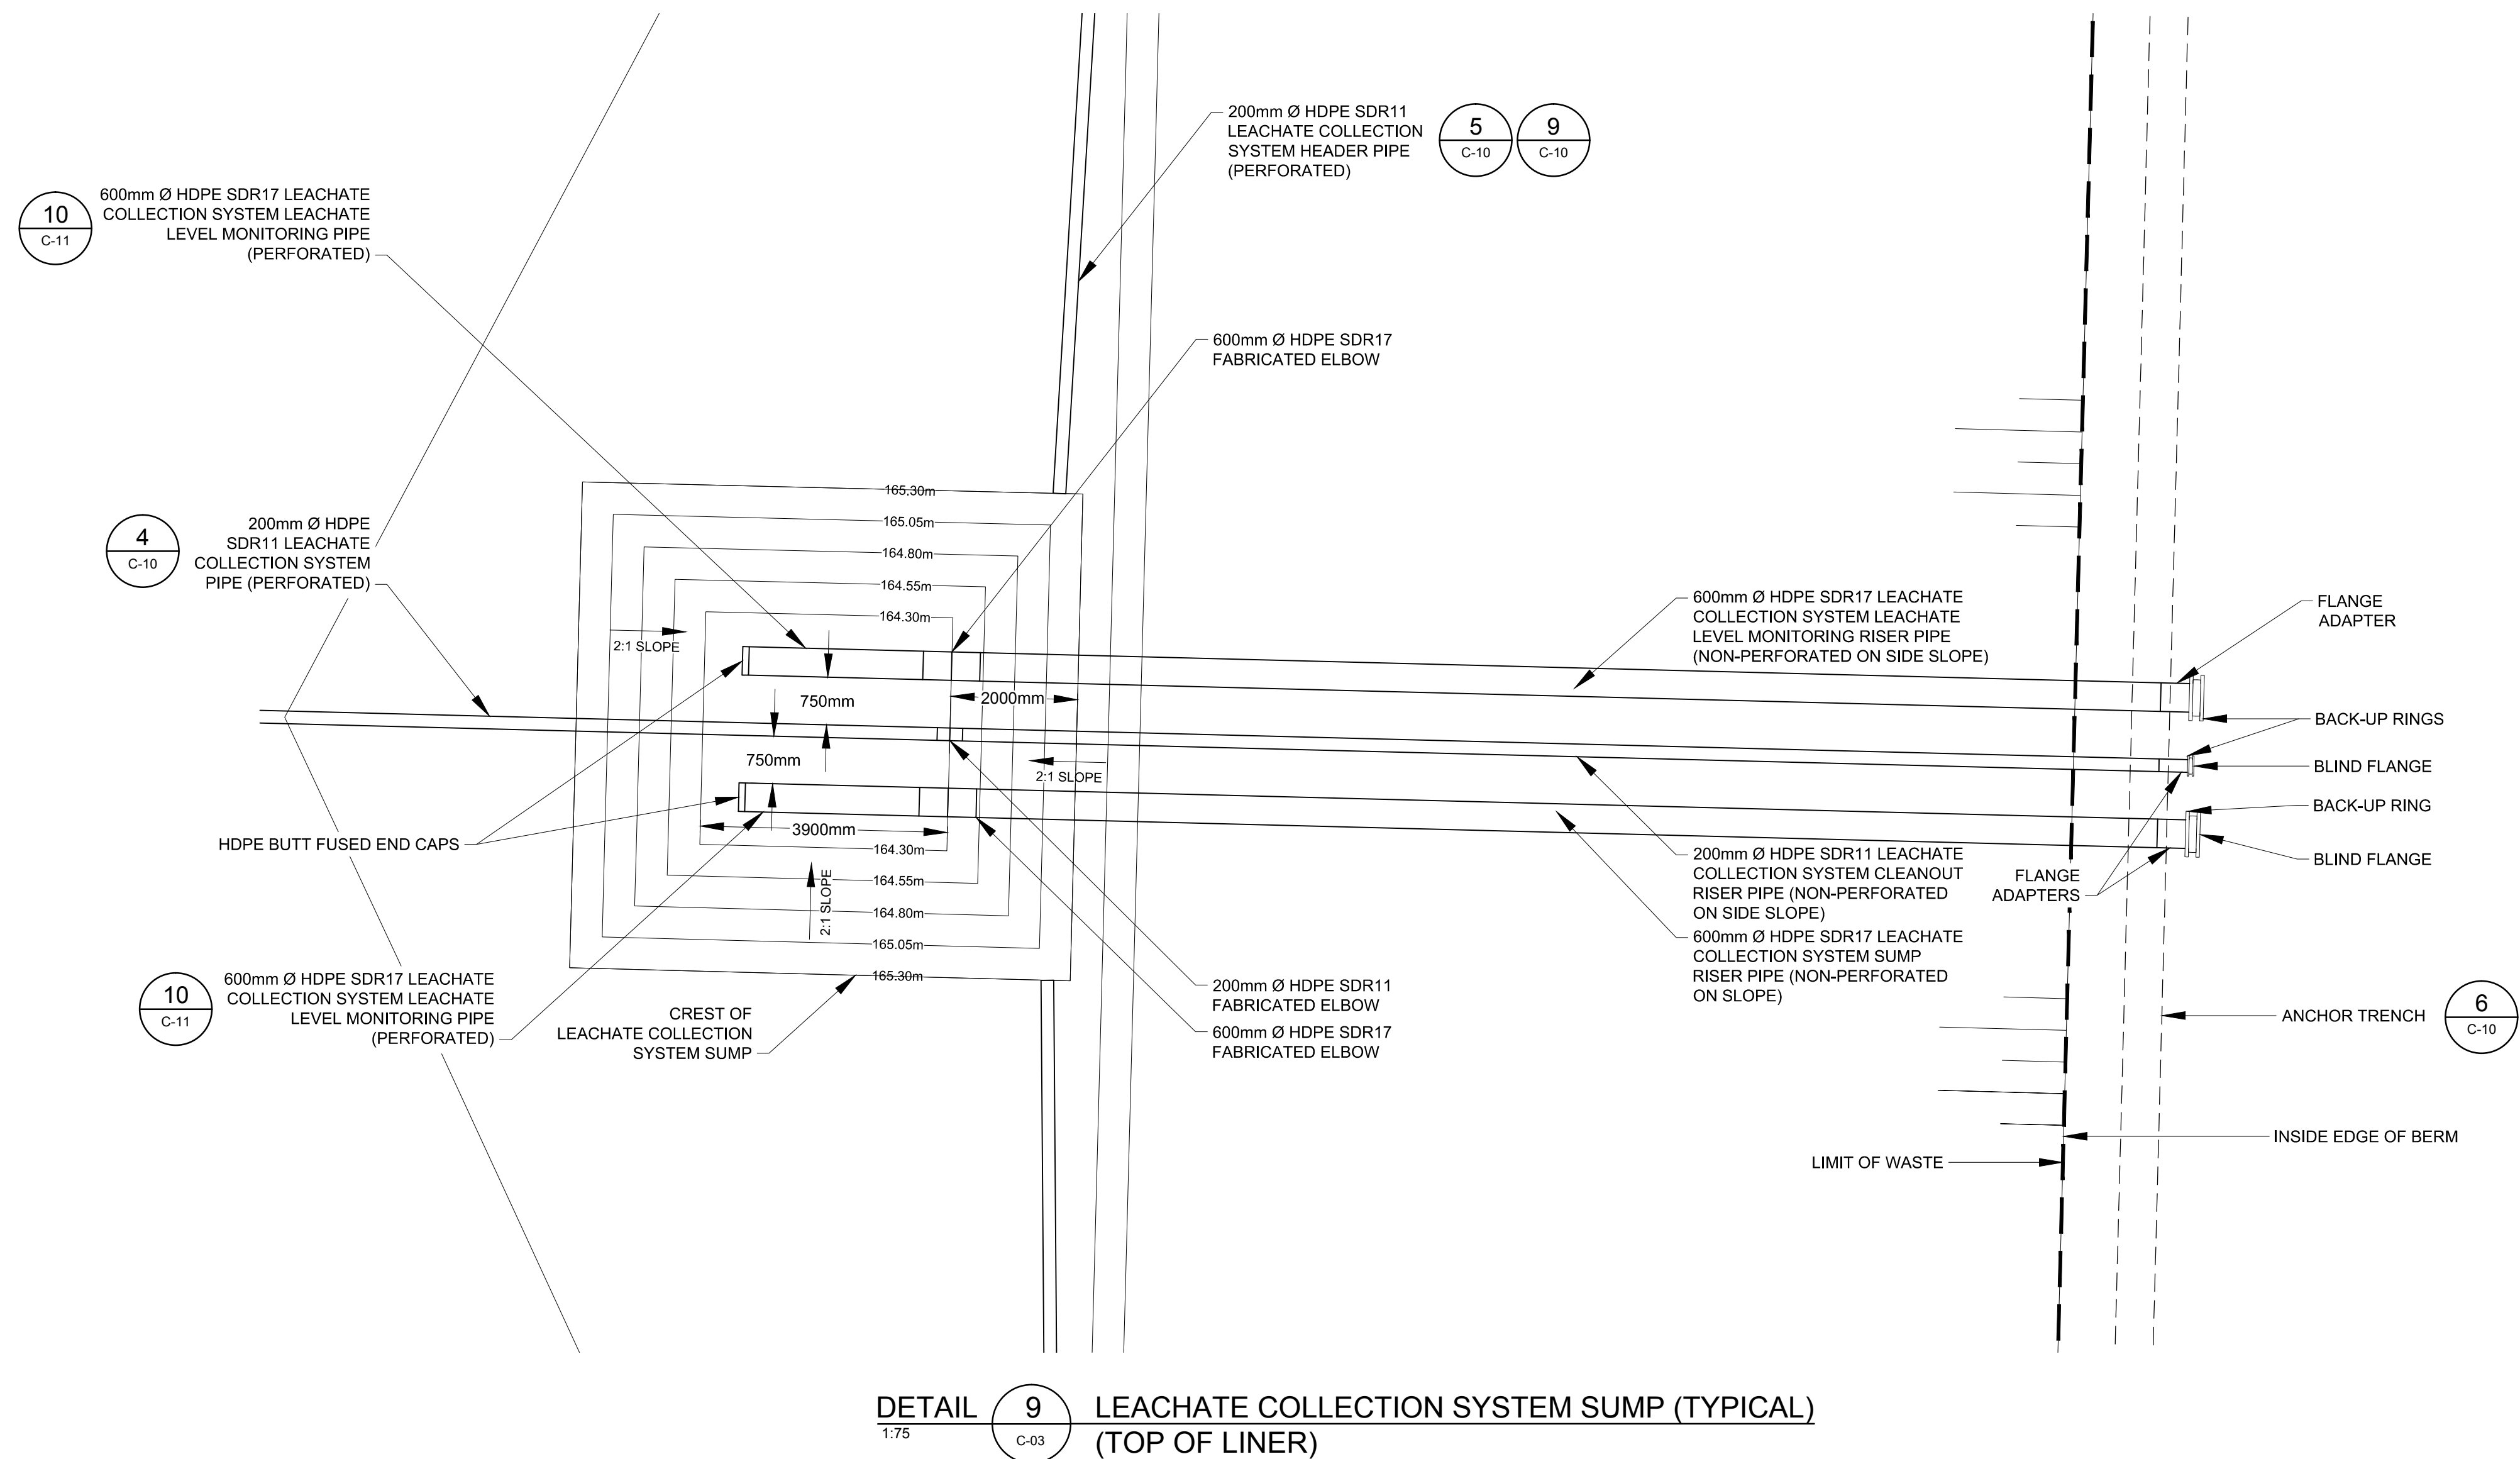 200mm Ø HDPE SDR11
LEACHATE COLLECTION
SYSTEM HEADER PIPE
(PERFORATED)
5
C-10
9
C-10
600mm Ø HDPE SDR17 LEACHATE
COLLECTION SYSTEM LEACHATE
LEVEL MONITORING PIPE
(PERFORATED)
10
C-11
600mm Ø HDPE SDR17
FABRICATED ELBOW
200mm Ø HDPE
SDR11 LEACHATE
COLLECTION SYSTEM
PIPE (PERFORATED)
4
C-10
165.30m
165.05m
164.80m
164.55m
164.30m
2:1 SLOPE
750mm
2000mm
750mm
2:1 SLOPE
3900mm
164.30m
164.55m
164.80m
165.05m
165.30m
2:1 SLOPE
600mm Ø HDPE SDR17 LEACHATE
COLLECTION SYSTEM LEACHATE
LEVEL MONITORING RISER PIPE
(NON-PERFORATED ON SIDE SLOPE)
FLANGE
ADAPTER
BACK-UP RINGS
BLIND FLANGE
BACK-UP RING
BLIND FLANGE
HDPE BUTT FUSED END CAPS
200mm Ø HDPE SDR11 LEACHATE
COLLECTION SYSTEM CLEANOUT
RISER PIPE (NON-PERFORATED
ON SIDE SLOPE)
FLANGE
ADAPTERS
600mm Ø HDPE SDR17 LEACHATE
COLLECTION SYSTEM SUMP
RISER PIPE (NON-PERFORATED
ON SLOPE)
10
C-11
600mm Ø HDPE SDR17 LEACHATE
COLLECTION SYSTEM LEACHATE
LEVEL MONITORING PIPE
(PERFORATED)
CREST OF
LEACHATE COLLECTION
SYSTEM SUMP
200mm Ø HDPE SDR11
FABRICATED ELBOW
600mm Ø HDPE SDR17
FABRICATED ELBOW
ANCHOR TRENCH
6
C-10
INSIDE EDGE OF BERM
LIMIT OF WASTE
DETAIL
1:75
9
C-03
LEACHATE COLLECTION SYSTEM SUMP (TYPICAL)
(TOP OF LINER)